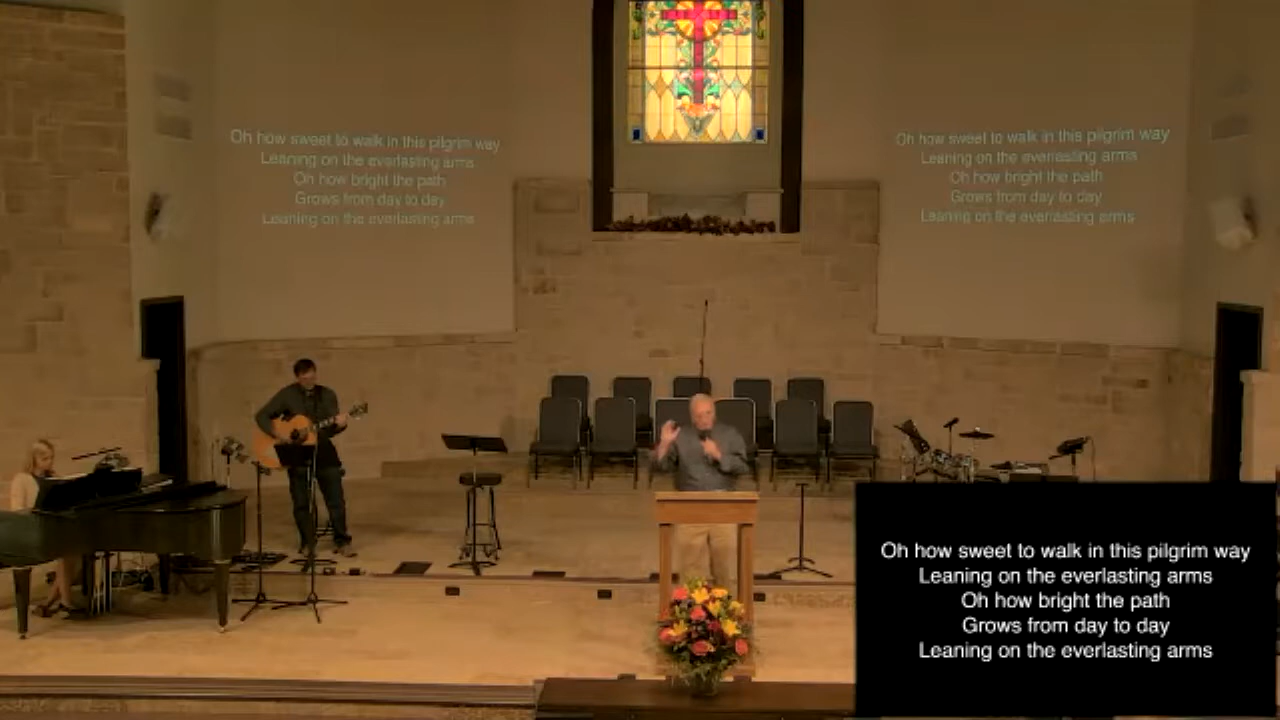 Oh how sweet to walk in this pilgrim way
Leaning on the everlasting arms
Oh how bright the path
Grows from day to day
Leaning on the everlasting arms
Oh how sweet to walk in this pilgrim way
Leaning on the everlasting arms
Oh how bright the path
Grows from day to day
Leaning on the everlasting arms
Oh how sweet to walk in this pilgrim way
Leaning on the everlasting arms
Oh how bright the path
Grows from day to day
Leaning on the everlasting arms